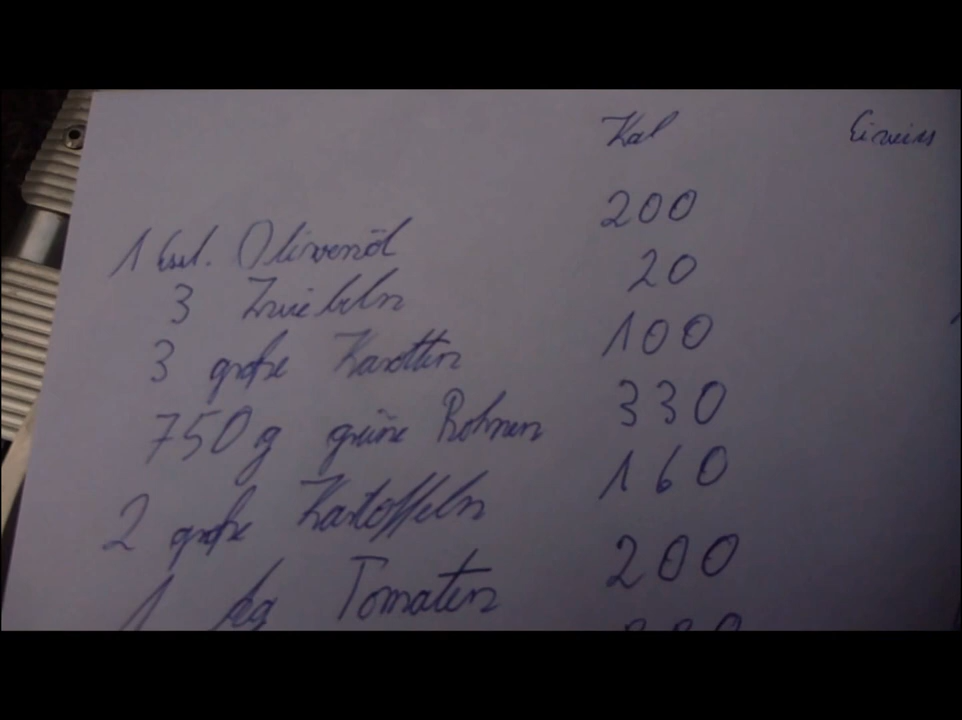 Kal Eiweiss
1 Essl. Olivenöl 200
3 Zwiebeln 20
3 große Karotten 100
750 g grüne Bohnen 330
2 große Kartoffeln 160
1 kg Tomaten 200